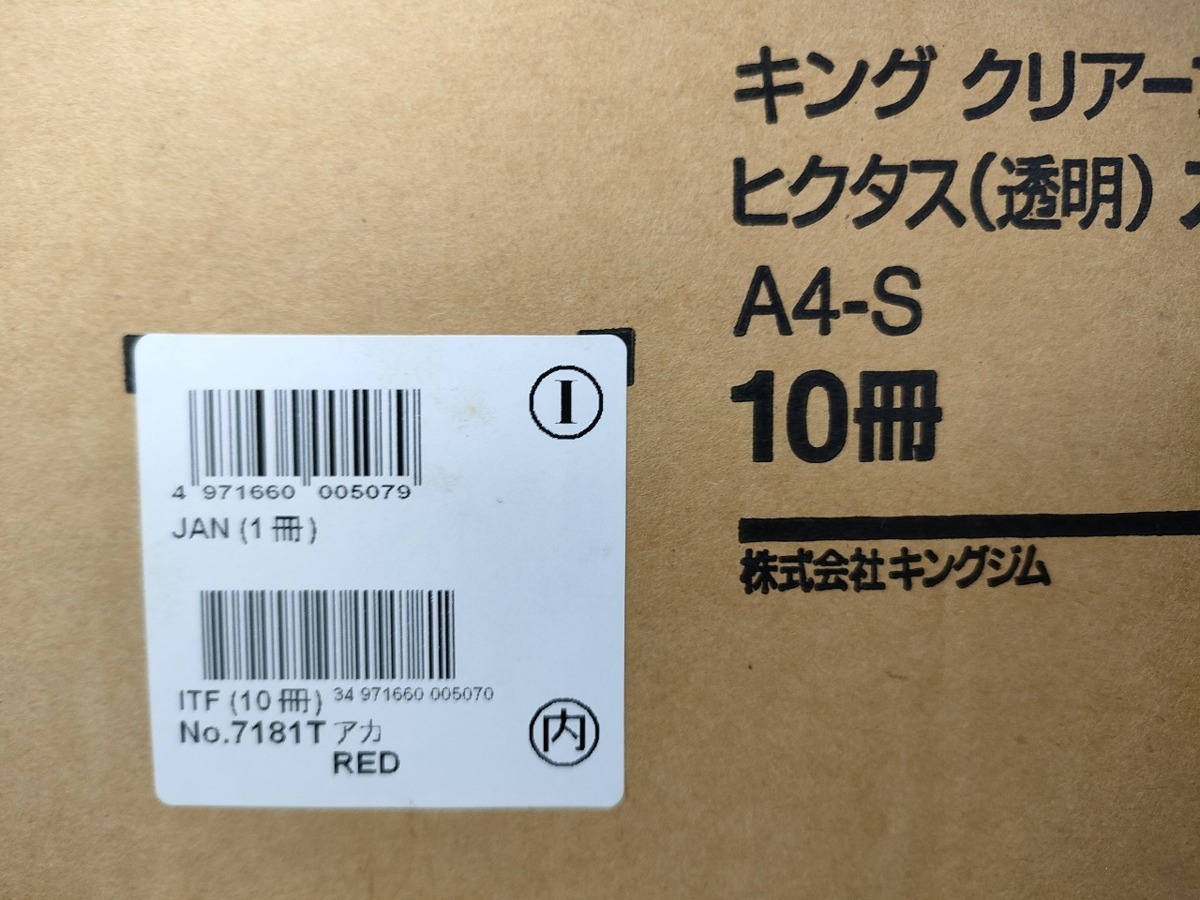 キング クリアー
ヒクタス(透明)
A4-S
10冊
株式会社キングジム
I
4 971660 005079
JAN (1 冊)
ITF (10 冊) 34 971660 005070
No.7181T アカ
RED
内